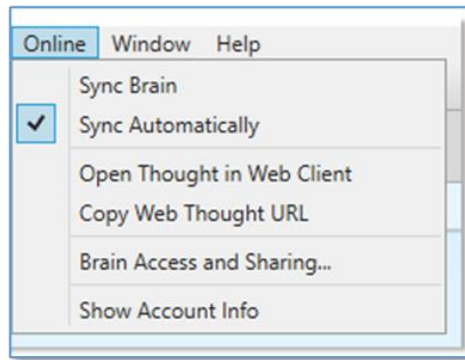 Online Window Help
Sync Brain
Sync Automatically
Open Thought in Web Client
Copy Web Thought URL
Brain Access and Sharing...
Show Account Info